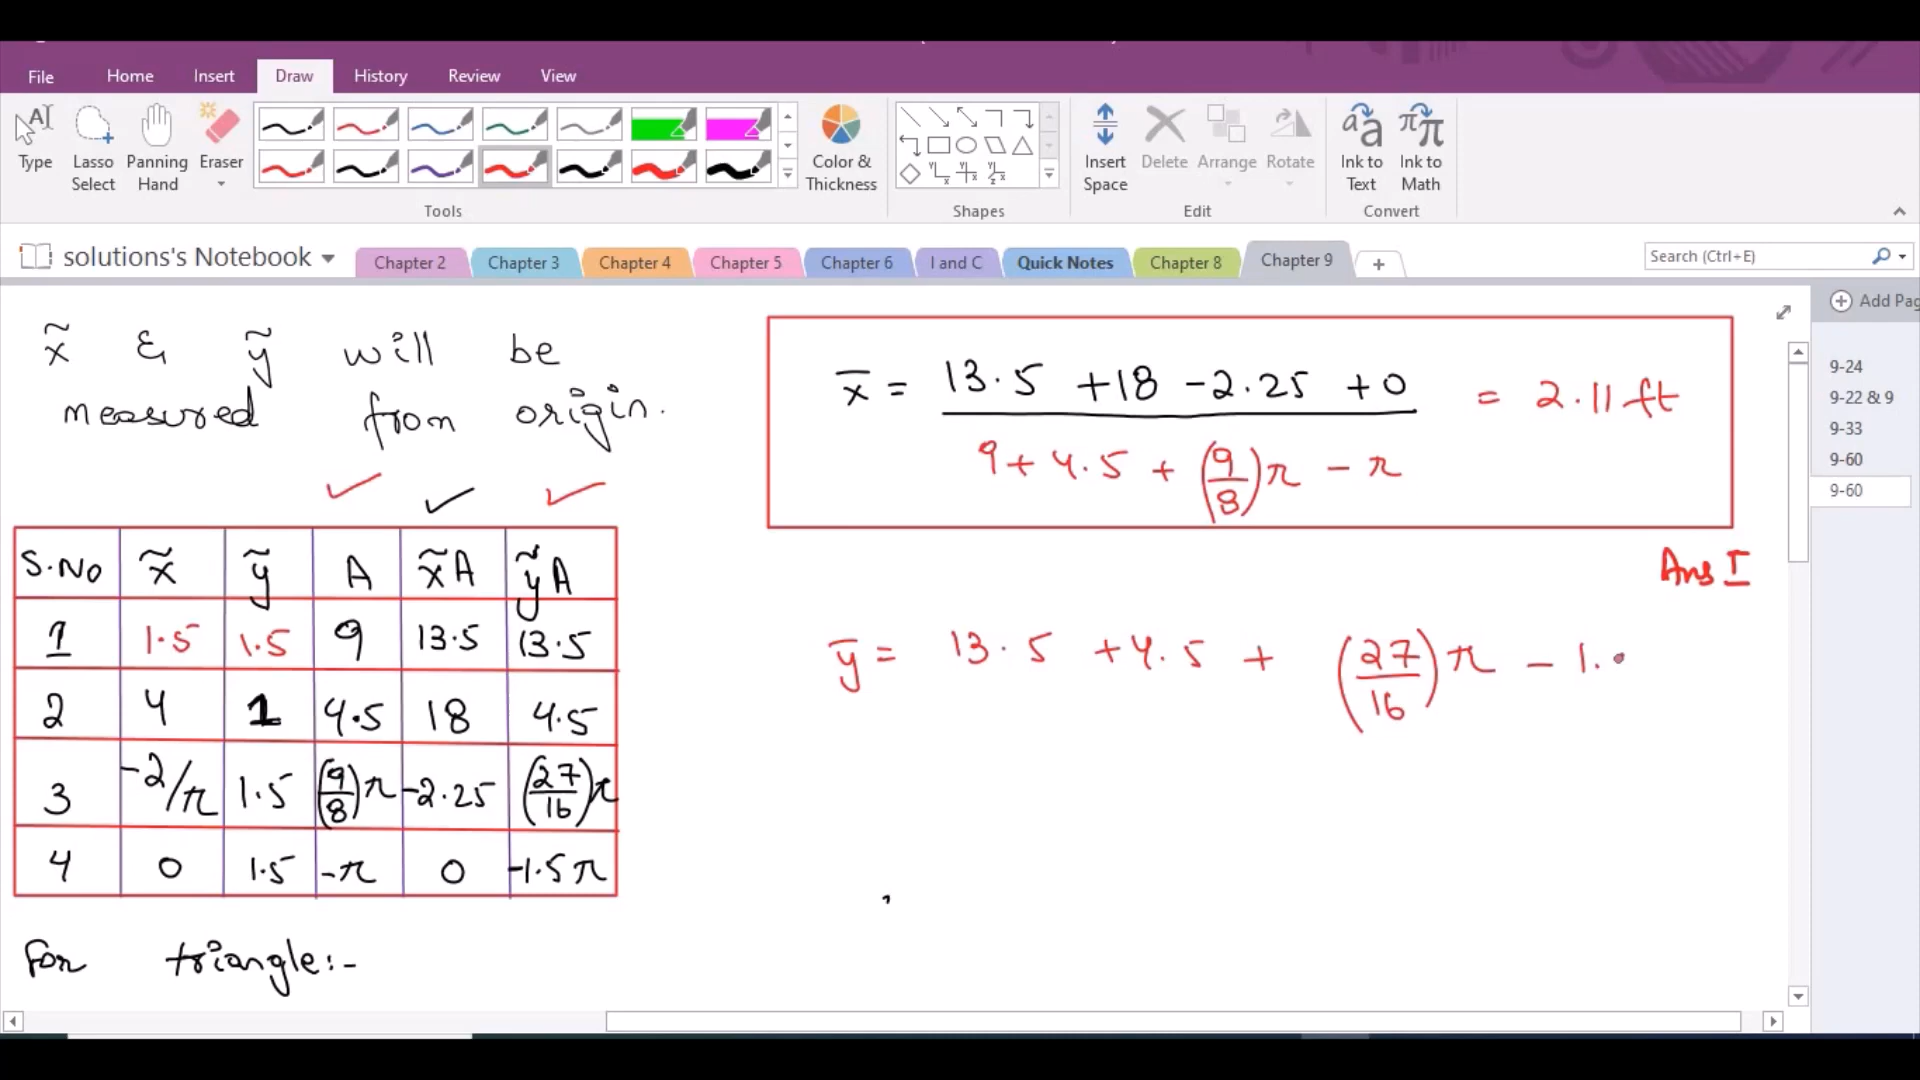 File Home Insert Draw History Review View
Type Lasso Select Panning Hand Eraser Color & Thickness Insert Space Delete Arrange Rotate Ink to Text Ink to Math
Tools Shapes Edit Convert
solutions's Notebook Chapter 2 Chapter 3 Chapter 4 Chapter 5 Chapter 6 I and C Quick Notes Chapter 8 Chapter 9 + Search (Ctrl+E)
Add Pag
9-24
9-22 & 9
9-33
9-60
9-60
x̃ & ỹ will be
measured from origin.
S.No x̃ ỹ A x̃A ỹA
1 1.5 1.5 9 13.5 13.5
2 4 1 4.5 18 4.5
3 -2/π 1.5 (9/8)π -2.25 (27/16)π
4 0 1.5 -π 0 -1.5π
For triangle:-
x̄ = 13.5 +18 -2.25 +0 = 2.11 ft
9+4.5 + (9/8)π - π
Ans I
ȳ = 13.5 +4.5 + (27/16)π - 1.